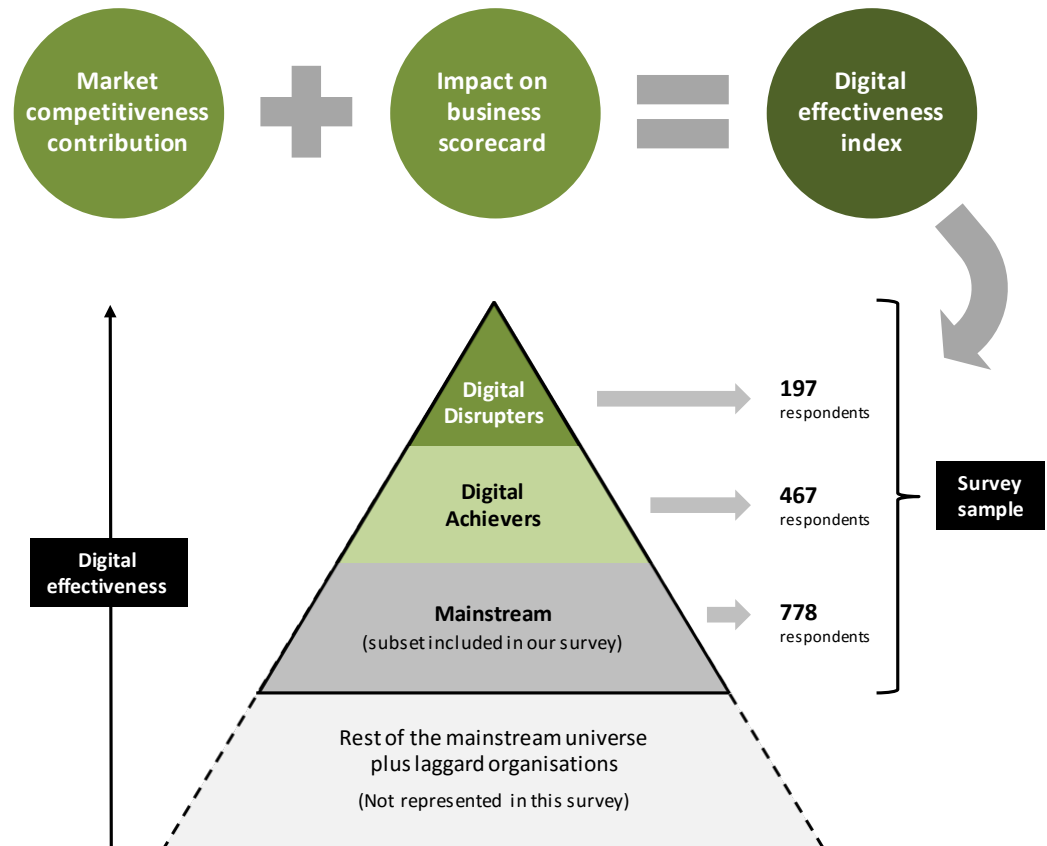 Market
competitiveness
contribution
Impact on
business
scorecard
Digital
effectiveness
index
Digital
Disrupters
197
respondents
Digital
Achievers
467
respondents
Survey
sample
Digital
effectiveness
Mainstream
(subset included in our survey)
778
respondents
Rest of the mainstream universe
plus laggard organisations
(Not represented in this survey)